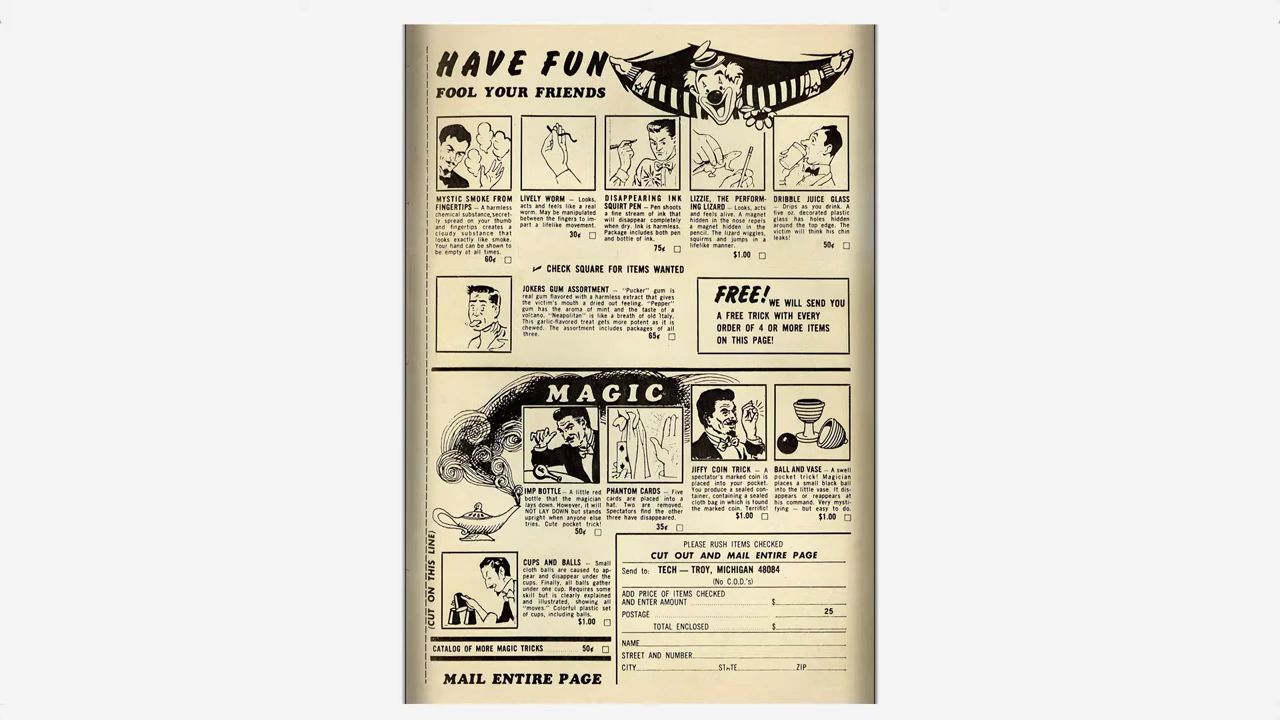 HAVE FUN
FOOL YOUR FRIENDS
MYSTIC SMOKE FROM
FINGERTIPS — A harmless
chemical substance, secret-
ly spread on your thumb
and fingertips creates a
cloudy substance that
looks exactly like smoke.
Your hand can be shown to
be empty at all times.
60¢
LIVELY WORM — Looks,
acts and feels like a real
worm. May be manipulated
between the fingers to im-
part a lifelike movement.
30¢
DISAPPEARING INK
SQUIRT PEN — Pen shoots
a fine stream of ink that
will disappear completely
when dry. Ink is harmless.
Package includes both pen
and bottle of ink.
75¢
LIZZIE, THE PERFORM-
ING LIZARD — Looks, acts
and feels alive. A magnet
hidden in the nose repels
a magnet hidden in the
pencil. The lizard wiggles,
squirms and jumps in a
lifelike manner.
$1.00
DRIBBLE JUICE GLASS
— Drips as you drink. A
five oz. decorated plastic
glass has holes hidden
around the top edge. The
victim will think his chin
leaks!
50¢
CHECK SQUARE FOR ITEMS WANTED
JOKERS GUM ASSORTMENT — "Pucker" gum is
real gum flavored with a harmless extract that gives
the victim's mouth a dried out feeling. "Pepper"
gum has the aroma of mint and the taste of a
volcano. "Neapolitan" is like a breath of old Italy.
This garlic-flavored treat gets more potent as it is
chewed. The assortment includes packages of all
three.
65¢
FREE! WE WILL SEND YOU
A FREE TRICK WITH EVERY
ORDER OF 4 OR MORE ITEMS
ON THIS PAGE!
MAGIC
IMP BOTTLE — A little red
bottle that the magician
lays down. However, it will
NOT LAY DOWN but stands
upright when anyone else
tries. Cute pocket trick!
50¢
PHANTOM CARDS — Five
cards are placed into a
hat. Two are removed.
Spectators find the other
three have disappeared.
35¢
JIFFY COIN TRICK — A
spectator's marked coin is
placed into your pocket.
You produce a sealed con-
tainer, containing a sealed
cloth bag in which is found
the marked coin. Terrific!
$1.00
BALL AND VASE — A swell
pocket trick! Magician
places a small black ball
into the little vase. It dis-
appears or reappears at
his command. Very mysti-
fying — but easy to do.
$1.00
CUPS AND BALLS — Small
cloth balls are caused to ap-
pear and disappear under the
cups. Finally, all balls gather
under one cup. Requires some
skill but is clearly explained
and illustrated, showing all
"moves." Colorful plastic set
of cups, including balls.
$1.00
(CUT ON THIS LINE)
CATALOG OF MORE MAGIC TRICKS 50¢
MAIL ENTIRE PAGE
PLEASE RUSH ITEMS CHECKED
CUT OUT AND MAIL ENTIRE PAGE
Send to: TECH — TROY, MICHIGAN 48084
(No C.O.D.'s)
ADD PRICE OF ITEMS CHECKED
AND ENTER AMOUNT $
POSTAGE 25
TOTAL ENCLOSED $
NAME
STREET AND NUMBER
CITY STATE ZIP